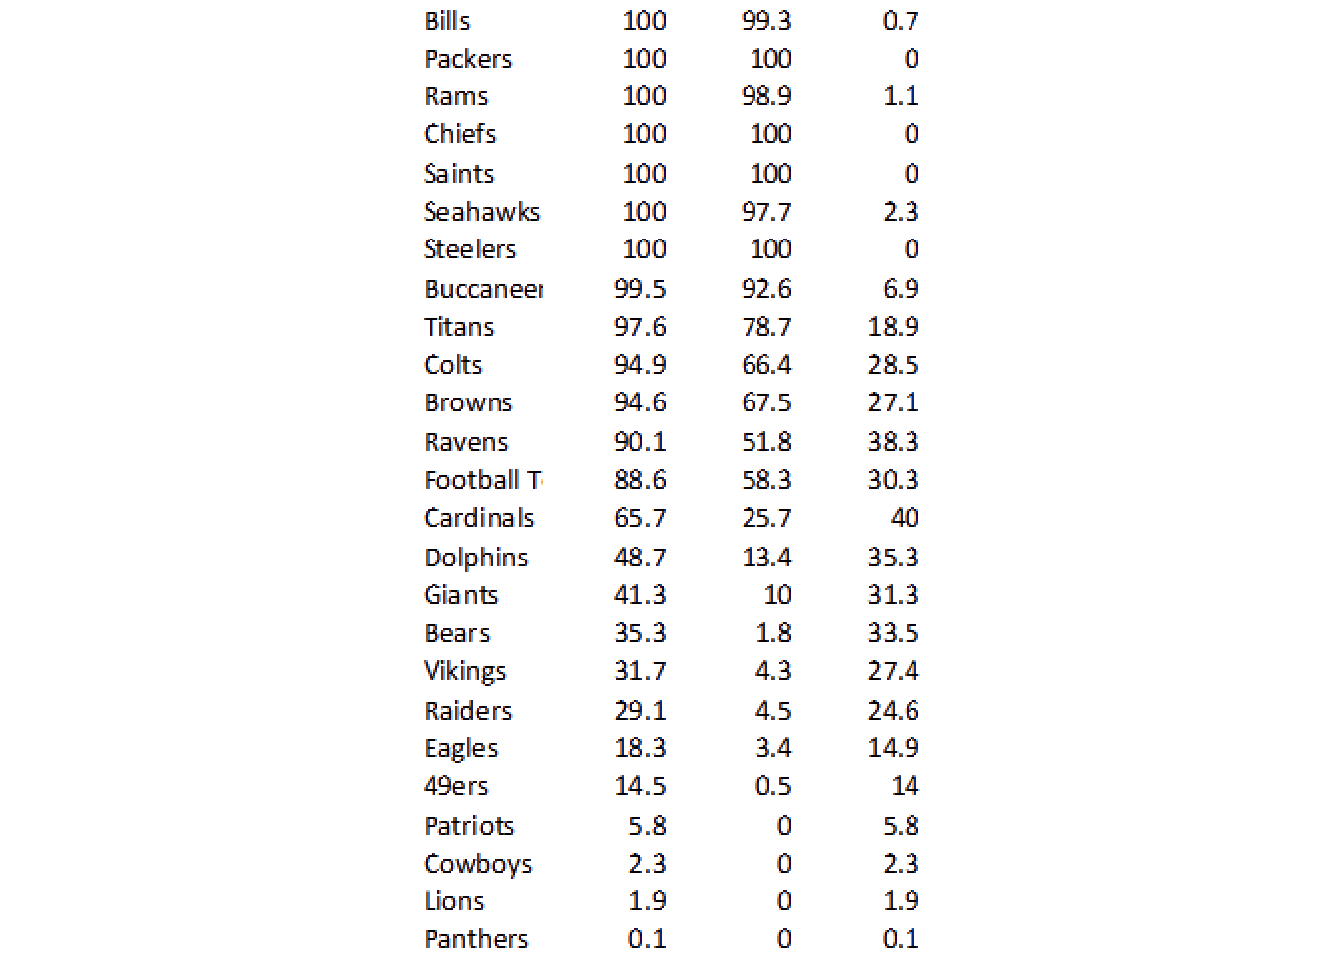 Bills 100 99.3 0.7
Packers 100 100 0
Rams 100 98.9 1.1
Chiefs 100 100 0
Saints 100 100 0
Seahawks 100 97.7 2.3
Steelers 100 100 0
Buccaneer 99.5 92.6 6.9
Titans 97.6 78.7 18.9
Colts 94.9 66.4 28.5
Browns 94.6 67.5 27.1
Ravens 90.1 51.8 38.3
Football T 88.6 58.3 30.3
Cardinals 65.7 25.7 40
Dolphins 48.7 13.4 35.3
Giants 41.3 10 31.3
Bears 35.3 1.8 33.5
Vikings 31.7 4.3 27.4
Raiders 29.1 4.5 24.6
Eagles 18.3 3.4 14.9
49ers 14.5 0.5 14
Patriots 5.8 0 5.8
Cowboys 2.3 0 2.3
Lions 1.9 0 1.9
Panthers 0.1 0 0.1